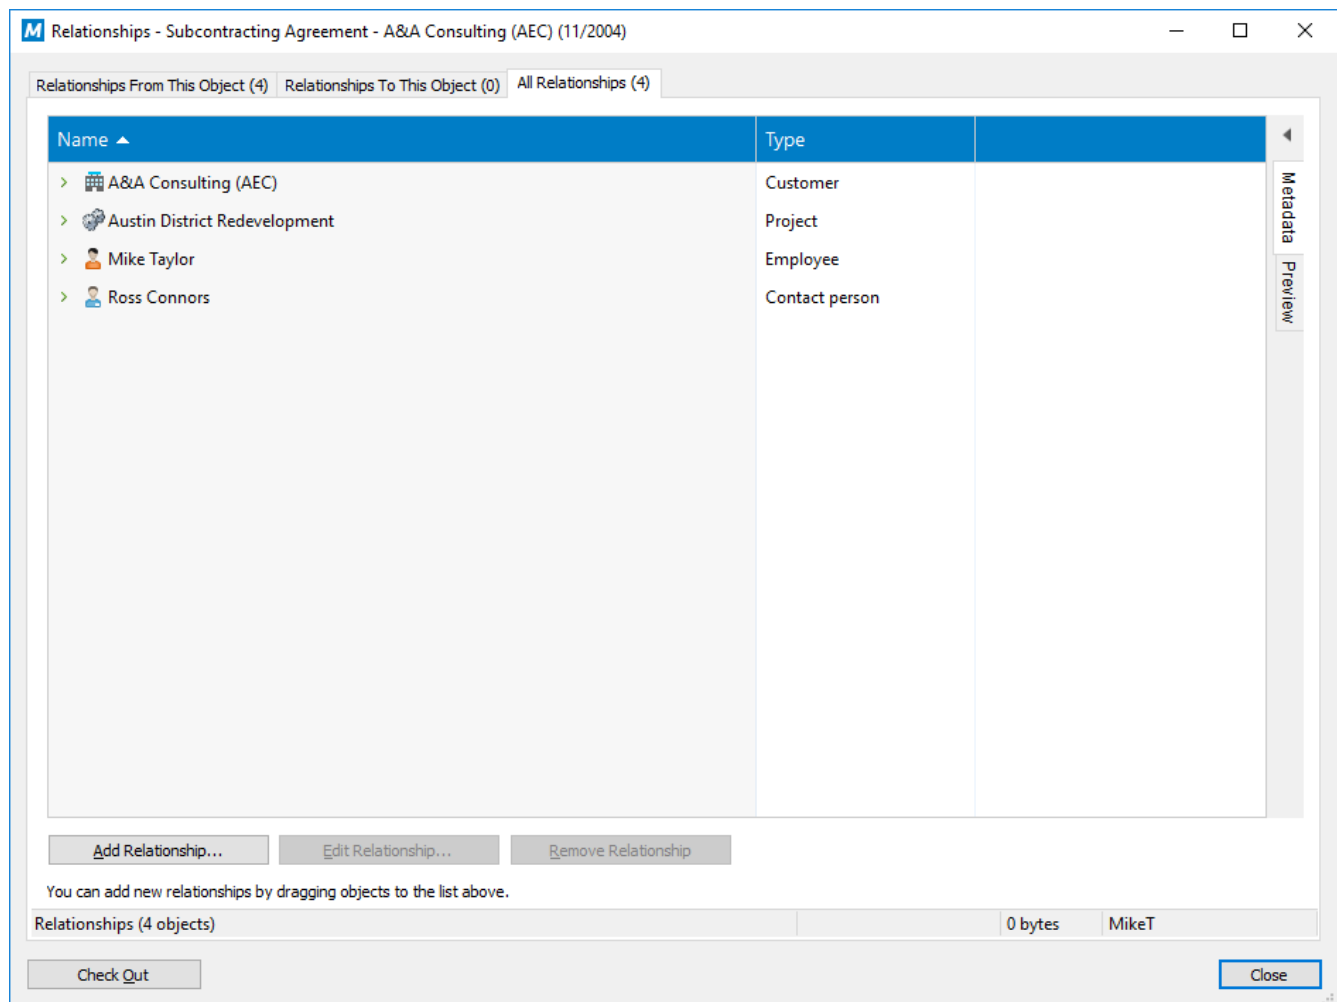 Relationships - Subcontracting Agreement - A&A Consulting (AEC) (11/2004)
Relationships From This Object (4) Relationships To This Object (0) All Relationships (4)
Name Type
A&A Consulting (AEC) Customer
Austin District Redevelopment Project
Mike Taylor Employee
Ross Connors Contact person
Metadata
Preview
Add Relationship... Edit Relationship... Remove Relationship
You can add new relationships by dragging objects to the list above.
Relationships (4 objects) 0 bytes MikeT
Check Out Close